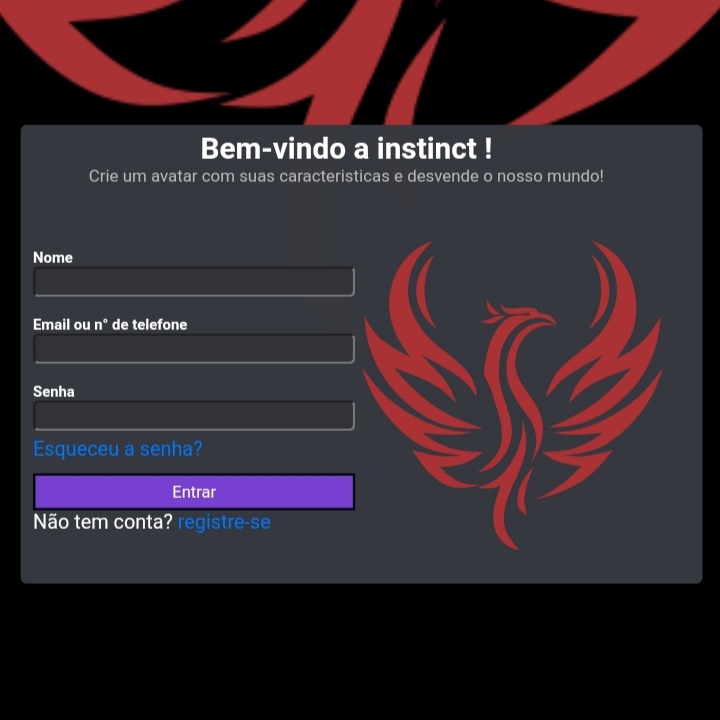 Bem-vindo a instinct !
Crie um avatar com suas caracteristicas e desvende o nosso mundo!
Nome
Email ou n° de telefone
Senha
Esqueceu a senha?
Entrar
Não tem conta? registre-se